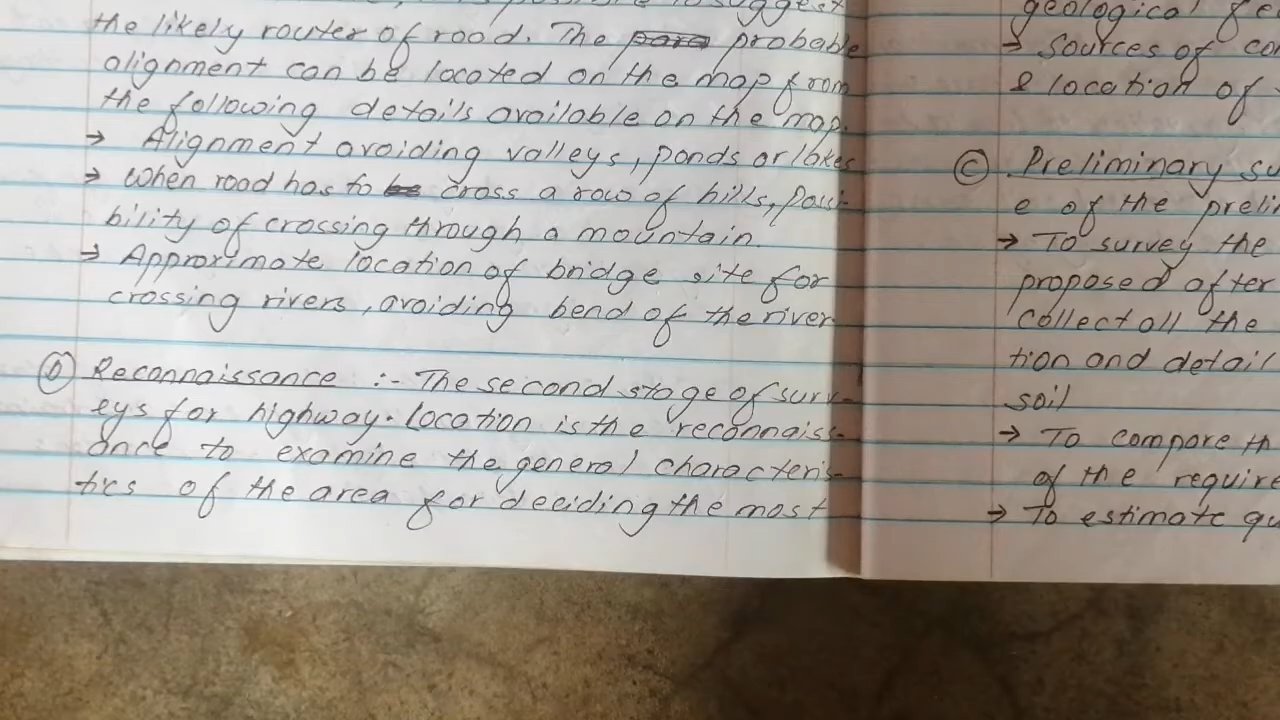 to suggest
the likely router of rood. The probable
alignment can be located on the map from
the following details available on the map.
→ Alignment avoiding valleys, ponds or lakes
→ when road has to cross a row of hills, possi-
bility of crossing through a mountain.
→ Approximate location of bridge site for
crossing rivers, avoiding bend of the river
Reconnaissance :- The second stage of surv-
eys for highway. location is the reconnaiss-
ance to examine the general characteris-
tics of the area for deciding the most
geological
→ Sources of
& location of
Ⓒ Preliminary
e of the
→ To survey the
proposed after
collect all the
tion and detail
soil
→ To compare
of the require
→ To estimate